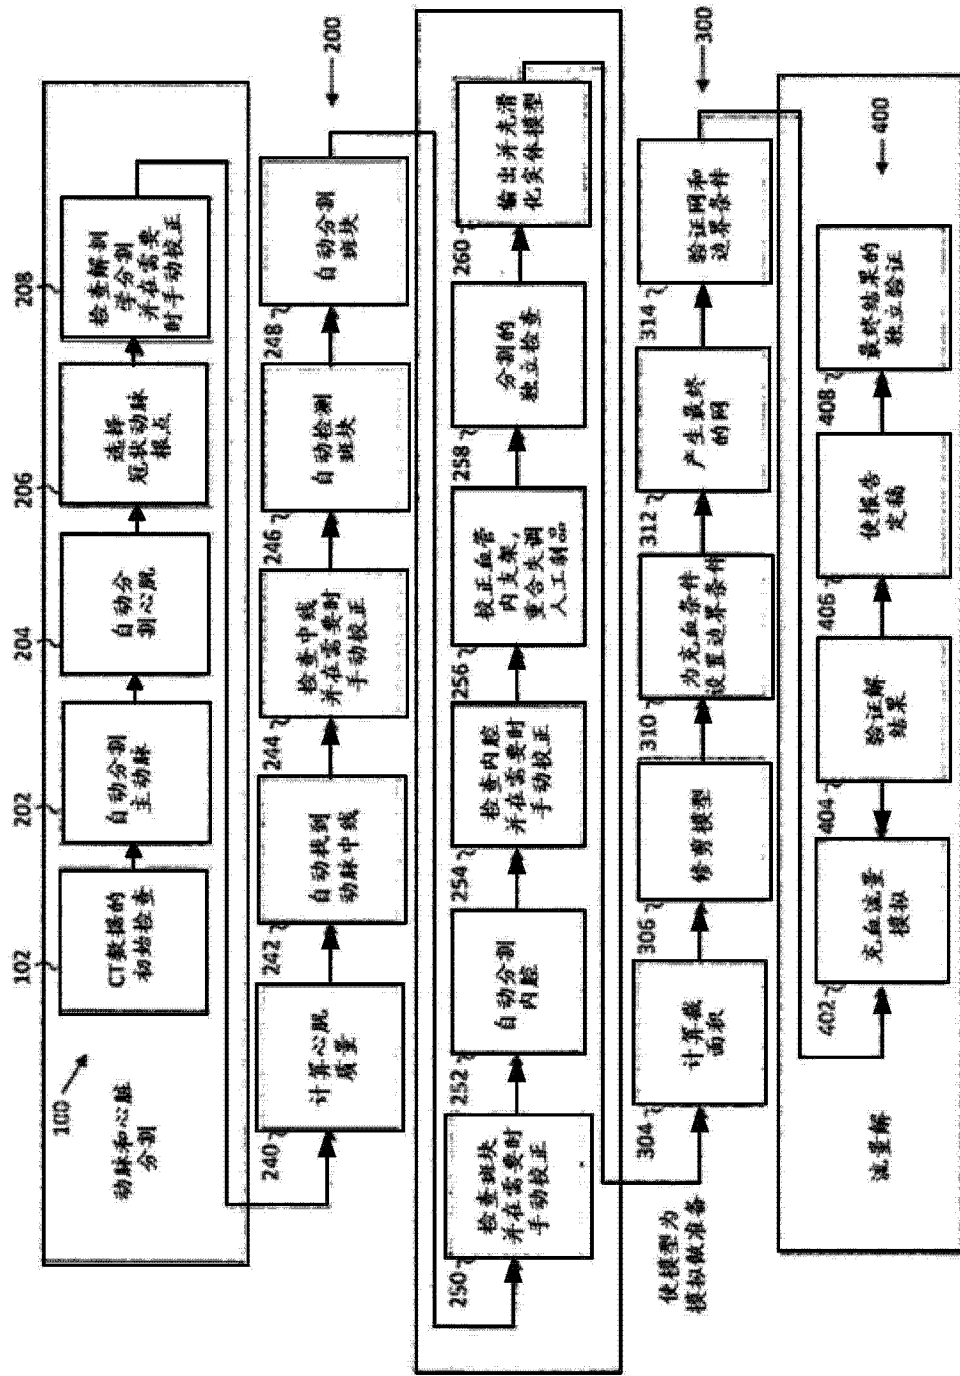 100
动脉和心脏
分割
102
CT数据的
初始检查
202
自动分割
主动脉
204
自动分
割心脏
206
选择
冠状动脉
根点
208
检查解剖
学分割
并在需要
时手动校正
200
240
计算心脏
质量
242
自动找到
动脉中线
244
检查中线
并在需要时
手动校正
246
自动检测
斑块
248
自动分割
斑块
250
检查斑块
并在需要时
手动校正
252
自动分割
内腔
254
检查内腔
并在需要时
手动校正
256
校正血管
内支架,
重合失调
人工制品
258
分割的
独立检查
260
输出并光滑
化实体模型
300
使模型为
模拟做准备
304
计算截
面积
306
修剪模型
310
为充血条件
设置边界条件
312
产生最终
的网
314
验证网和
边界条件
400
流量解
402
充血流量
模拟
404
验证解
结果
406
使报告
定稿
408
最终结果的
独立验证